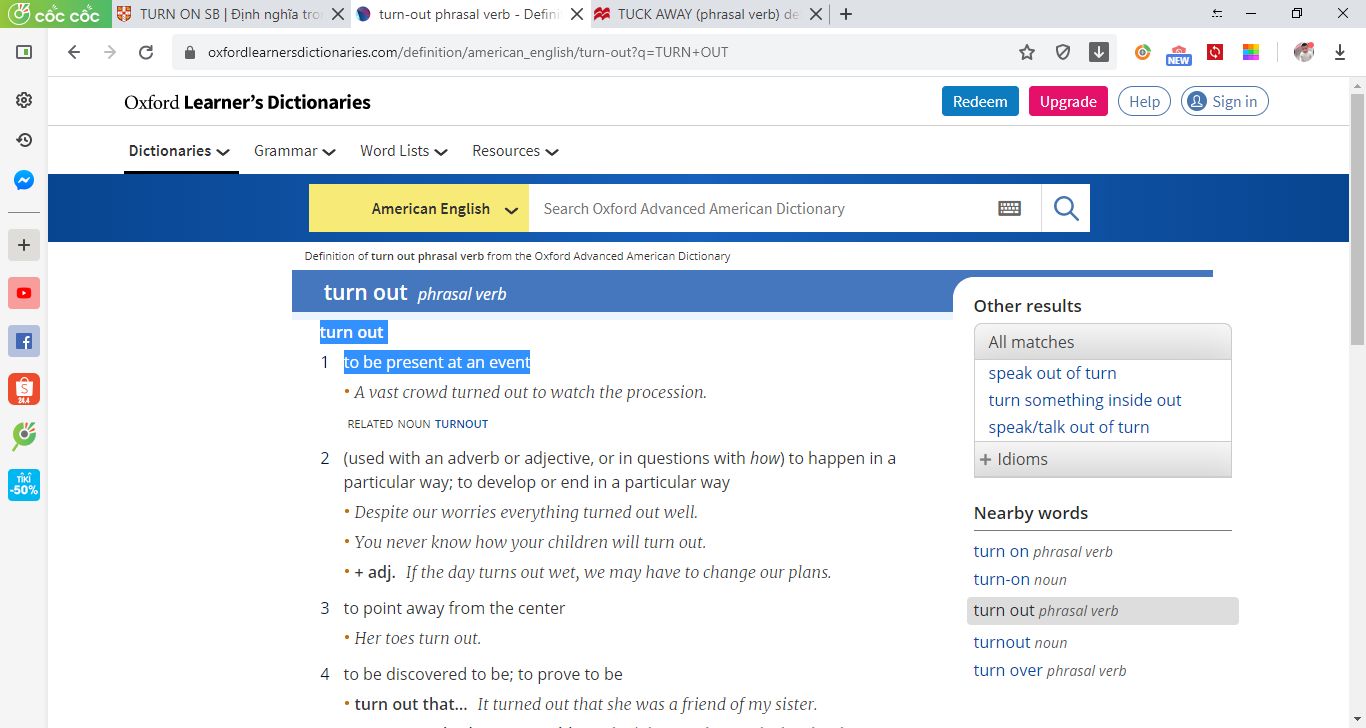 cốc cốc
TURN ON SB | Định nghĩa tro
turn-out phrasal verb - Defini
TUCK AWAY (phrasal verb) de
oxfordlearnersdictionaries.com/definition/american_english/turn-out?q=TURN+OUT
NEW
Oxford Learner's Dictionaries
Redeem
Upgrade
Help
Sign in
Dictionaries
Grammar
Word Lists
Resources
American English
Search Oxford Advanced American Dictionary
Definition of turn out phrasal verb from the Oxford Advanced American Dictionary
turn out phrasal verb
turn out
1 to be present at an event
• A vast crowd turned out to watch the procession.
RELATED NOUN TURNOUT
2 (used with an adverb or adjective, or in questions with how) to happen in a
particular way; to develop or end in a particular way
• Despite our worries everything turned out well.
• You never know how your children will turn out.
• + adj. If the day turns out wet, we may have to change our plans.
3 to point away from the center
• Her toes turn out.
4 to be discovered to be; to prove to be
• turn out that... It turned out that she was a friend of my sister.
Other results
All matches
speak out of turn
turn something inside out
speak/talk out of turn
+ Idioms
Nearby words
turn on phrasal verb
turn-on noun
turn out phrasal verb
turnout noun
turn over phrasal verb
24.4
TIKI
-50%